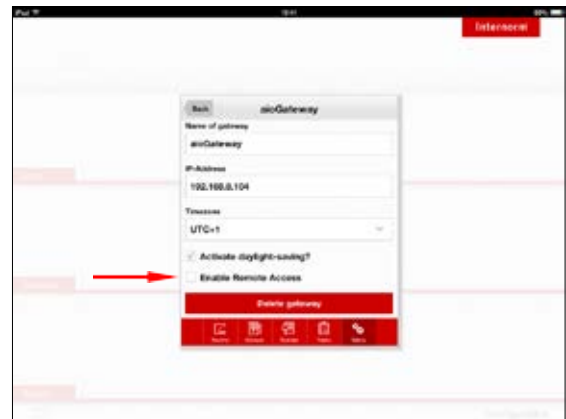 iPad
Internorm
Back
aioGateway
Name of gateway
aioGateway
IP-Address
192.168.0.104
Timezone
UTC+1
Activate daylight-saving?
Enable Remote Access
Delete gateway